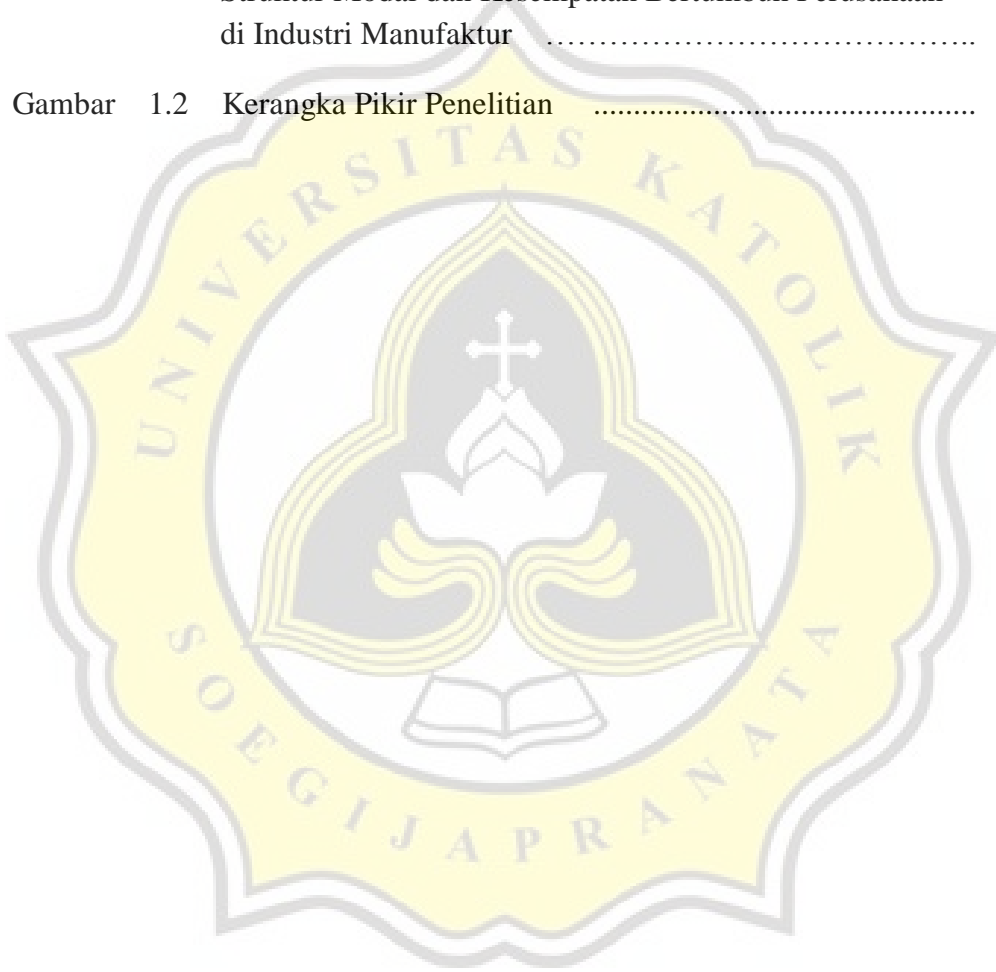 Struktur Modal dan Kesempatan Bertumbuh Perusahaan
di Industri Manufaktur …………………………………..
Gambar 1.2 Kerangka Pikir Penelitian ................................................
UNIVERSITAS KATOLIK
SOEGIJAPRANATA